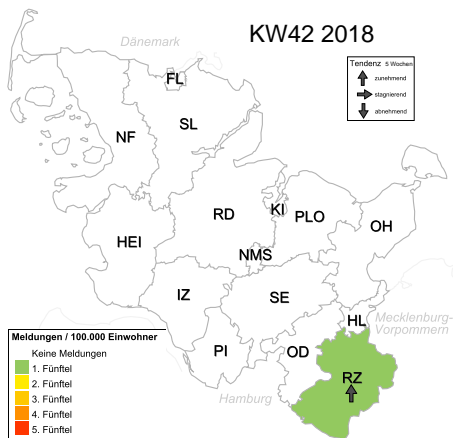 KW42 2018
Dänemark
Tendenz 5 Wochen
zunehmend
stagnierend
abnehmend
FL
SL
NF
RD
KI
PLO
OH
HEI
NMS
IZ
SE
HL
Mecklenburg-
Vorpommern
PI
OD
RZ
Hamburg
Meldungen / 100.000 Einwohner
Keine Meldungen
1. Fünftel
2. Fünftel
3. Fünftel
4. Fünftel
5. Fünftel